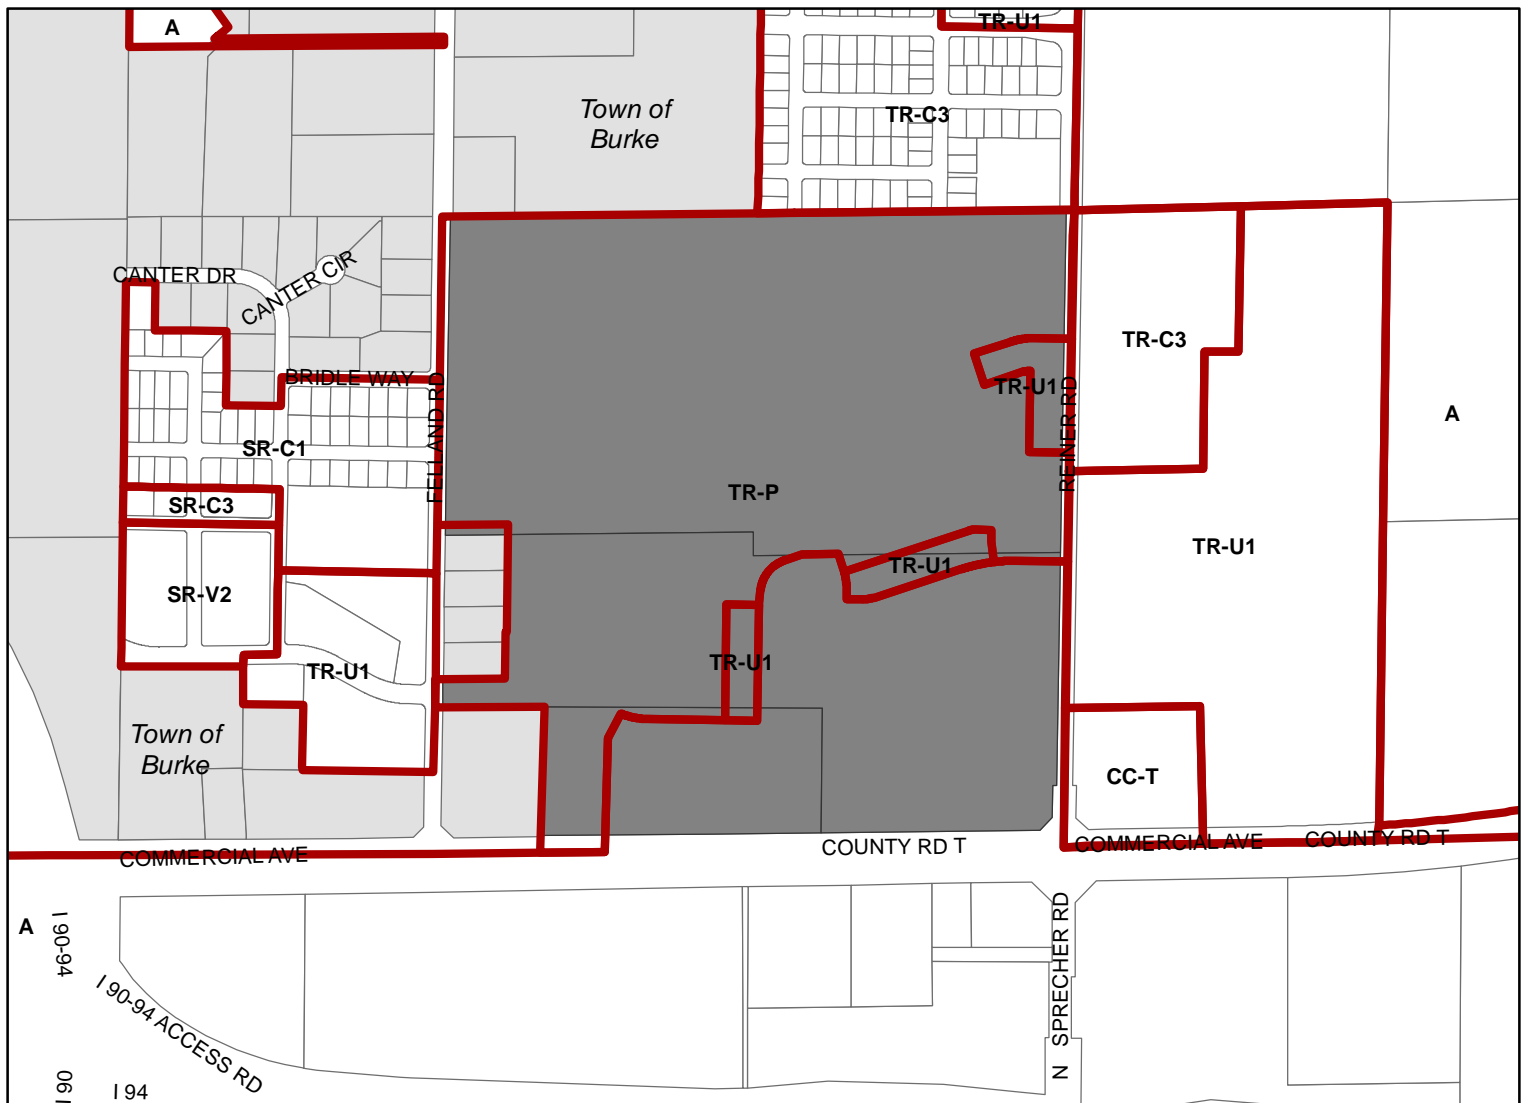 A
TR-U1
Town of
Burke
TR-C3
CANTER DR
CANTER CIR
TR-C3
BRIDLE WAY
TR-U1
FELLAND RD
REINER RD
A
SR-C1
TR-P
SR-C3
TR-U1
TR-U1
SR-V2
TR-U1
TR-U1
Town of
Burke
CC-T
COMMERCIAL AVE
COUNTY RD T
COMMERCIAL AVE
COUNTY RD T
A
I 90-94
N SPRECHER RD
I 90-94 ACCESS RD
I 94